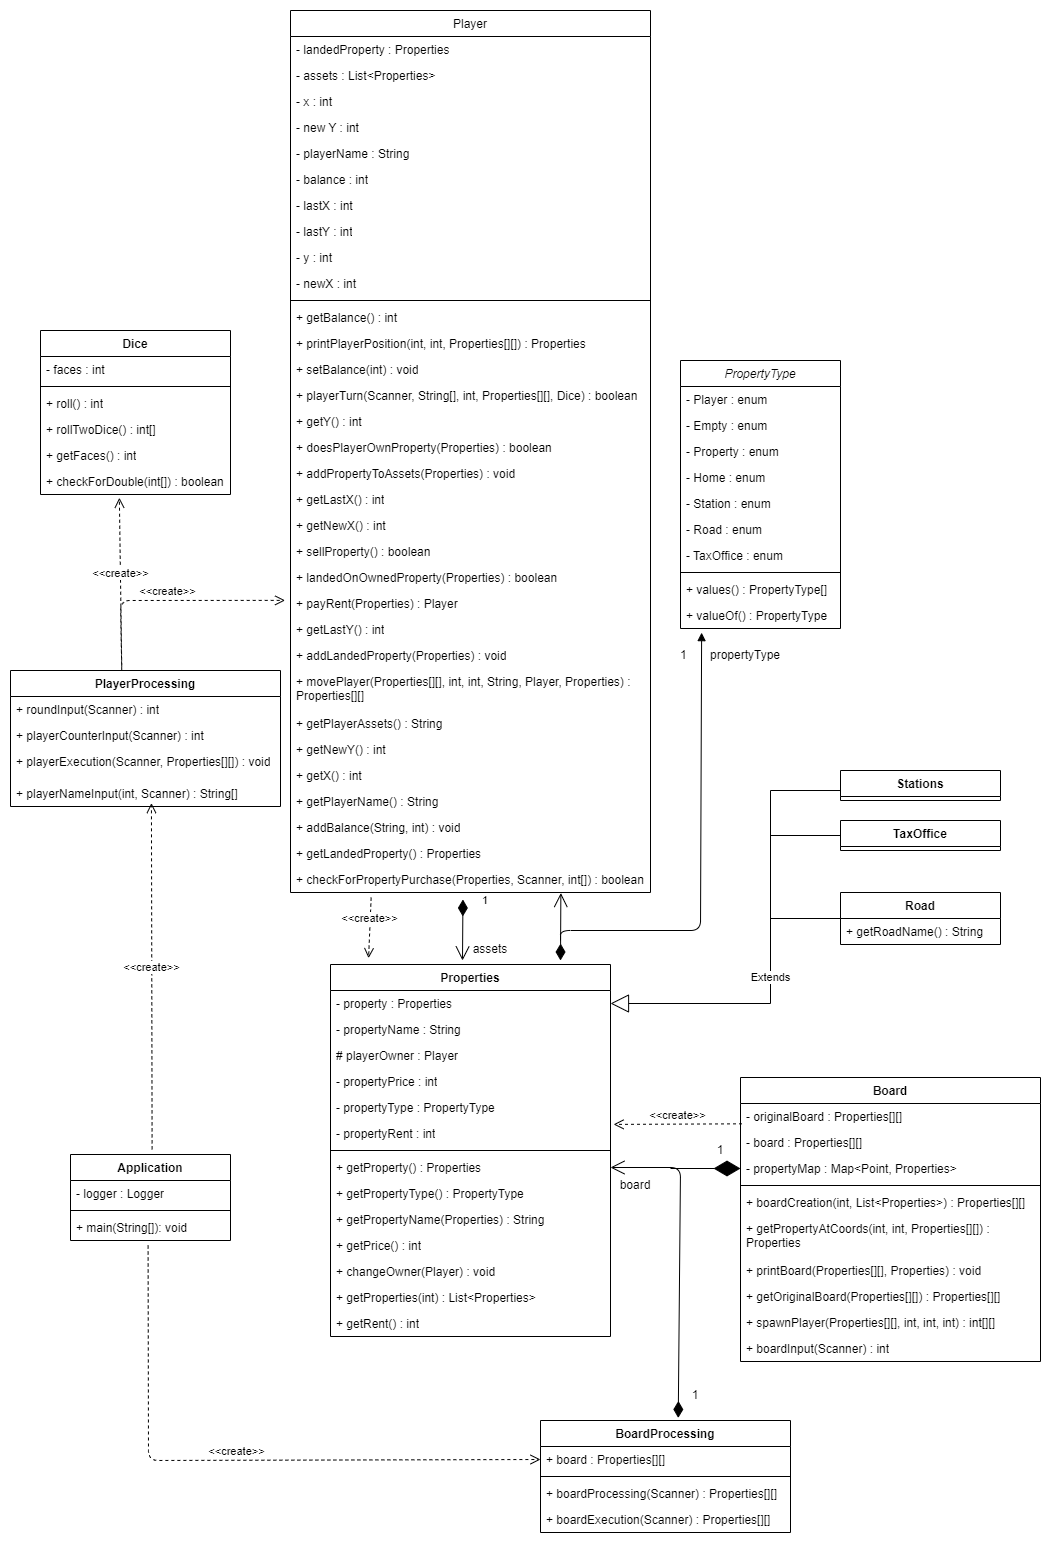 Player
- landedProperty : Properties
- assets : List<Properties>
- x : int
- new Y : int
- playerName : String
- balance : int
- lastX : int
- lastY : int
- y : int
- newX : int
+ getBalance() : int
+ printPlayerPosition(int, int, Properties[][]) : Properties
+ setBalance(int) : void
+ playerTurn(Scanner, String[], int, Properties[][], Dice) : boolean
+ getY() : int
+ doesPlayerOwnProperty(Properties) : boolean
+ addPropertyToAssets(Properties) : void
+ getLastX() : int
+ getNewX() : int
+ sellProperty() : boolean
+ landedOnOwnedProperty(Properties) : boolean
+ payRent(Properties) : Player
+ getLastY() : int
+ addLandedProperty(Properties) : void
+ movePlayer(Properties[][], int, int, String, Player, Properties) :
Properties[][]
+ getPlayerAssets() : String
+ getNewY() : int
+ getX() : int
+ getPlayerName() : String
+ addBalance(String, int) : void
+ getLandedProperty() : Properties
+ checkForPropertyPurchase(Properties, Scanner, int[]) : boolean
Dice
- faces : int
+ roll() : int
+ rollTwoDice() : int[]
+ getFaces() : int
+ checkForDouble(int[]) : boolean
<<create>>
<<create>>
PropertyType
- Player : enum
- Empty : enum
- Property : enum
- Home : enum
- Station : enum
- Road : enum
- TaxOffice : enum
+ values() : PropertyType[]
+ valueOf() : PropertyType
1
propertyType
PlayerProcessing
+ roundInput(Scanner) : int
+ playerCounterInput(Scanner) : int
+ playerExecution(Scanner, Properties[][]) : void
+ playerNameInput(int, Scanner) : String[]
<<create>>
Stations
TaxOffice
Road
+ getRoadName() : String
Extends
<<create>>
1
assets
Properties
- property : Properties
- propertyName : String
# playerOwner : Player
- propertyPrice : int
- propertyType : PropertyType
- propertyRent : int
+ getProperty() : Properties
+ getPropertyType() : PropertyType
+ getPropertyName(Properties) : String
+ getPrice() : int
+ changeOwner(Player) : void
+ getProperties(int) : List<Properties>
+ getRent() : int
<<create>>
1
board
Board
- originalBoard : Properties[][]
- board : Properties[][]
- propertyMap : Map<Point, Properties>
+ boardCreation(int, List<Properties>) : Properties[][]
+ getPropertyAtCoords(int, int, Properties[][]) :
Properties
+ printBoard(Properties[][], Properties) : void
+ getOriginalBoard(Properties[][]) : Properties[][]
+ spawnPlayer(Properties[][], int, int, int) : int[][]
+ boardInput(Scanner) : int
Application
- logger : Logger
+ main(String[]): void
<<create>>
1
BoardProcessing
+ board : Properties[][]
+ boardProcessing(Scanner) : Properties[][]
+ boardExecution(Scanner) : Properties[][]